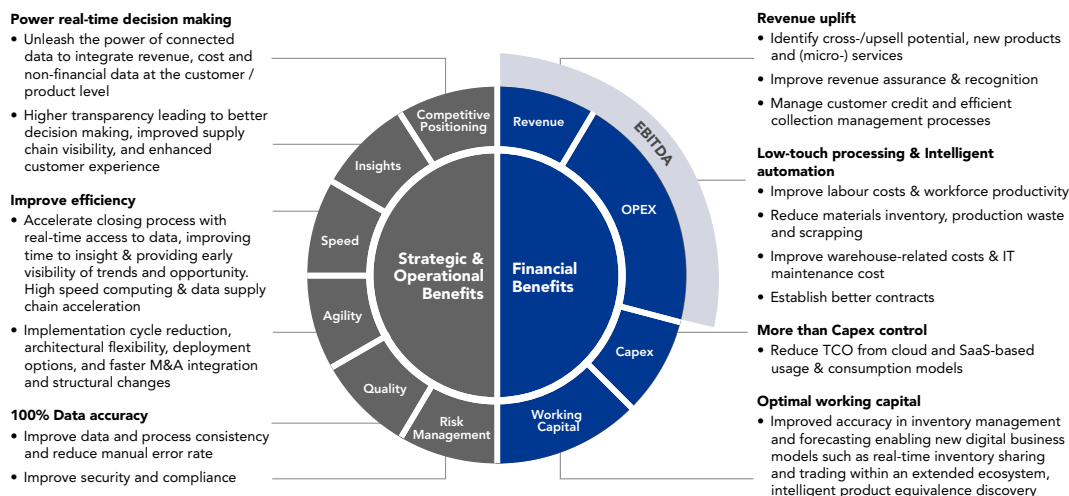 Power real-time decision making
• Unleash the power of connected
data to integrate revenue, cost and
non-financial data at the customer /
product level
• Higher transparency leading to better
decision making, improved supply
chain visibility, and enhanced
customer experience
Improve efficiency
• Accelerate closing process with
real-time access to data, improving
time to insight & providing early
visibility of trends and opportunity.
High speed computing & data supply
chain acceleration
• Implementation cycle reduction,
architectural flexibility, deployment
options, and faster M&A integration
and structural changes
100% Data accuracy
• Improve data and process consistency
and reduce manual error rate
• Improve security and compliance
Competitive
Positioning
Insights
Speed
Agility
Quality
Risk
Management
Strategic &
Operational
Benefits
Financial
Benefits
Revenue
EBITDA
OPEX
Capex
Working
Capital
Revenue uplift
• Identify cross-/upsell potential, new products
and (micro-) services
• Improve revenue assurance & recognition
• Manage customer credit and efficient
collection management processes
Low-touch processing & Intelligent
automation
• Improve labour costs & workforce productivity
• Reduce materials inventory, production waste
and scrapping
• Improve warehouse-related costs & IT
maintenance cost
• Establish better contracts
More than Capex control
• Reduce TCO from cloud and SaaS-based
usage & consumption models
Optimal working capital
• Improved accuracy in inventory management
and forecasting enabling new digital business
models such as real-time inventory sharing
and trading within an extended ecosystem,
intelligent product equivalence discovery